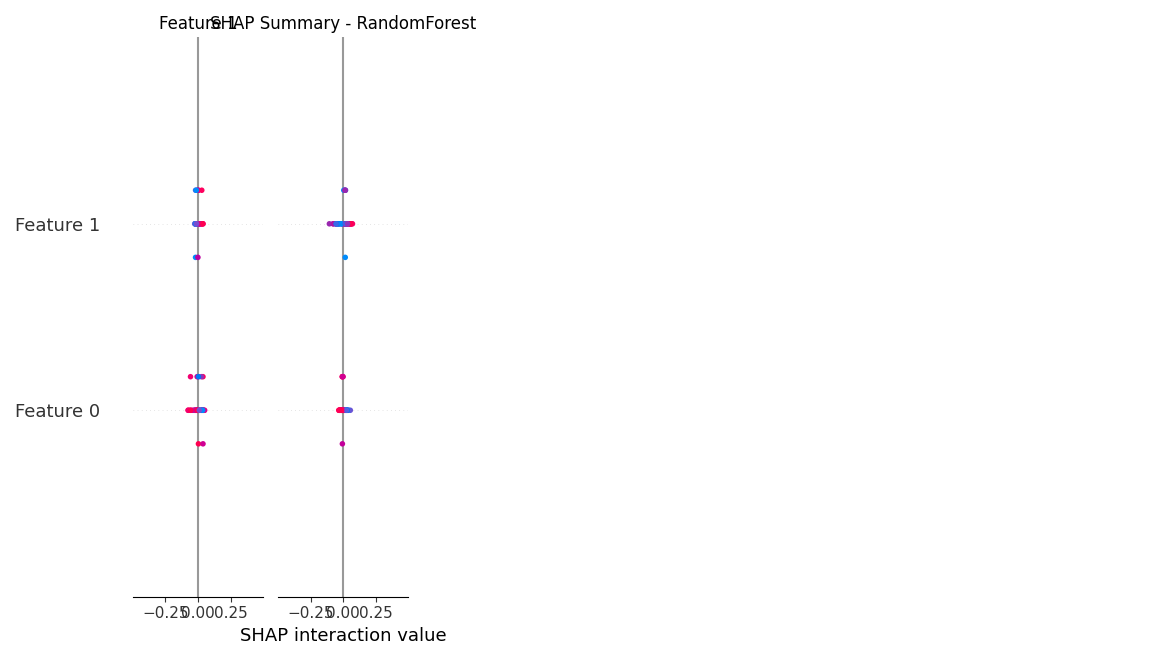 Feature 1
SHAP Summary - RandomForest
Feature 1
Feature 0
−0.25 0.00 0.25
−0.25 0.00 0.25
SHAP interaction value